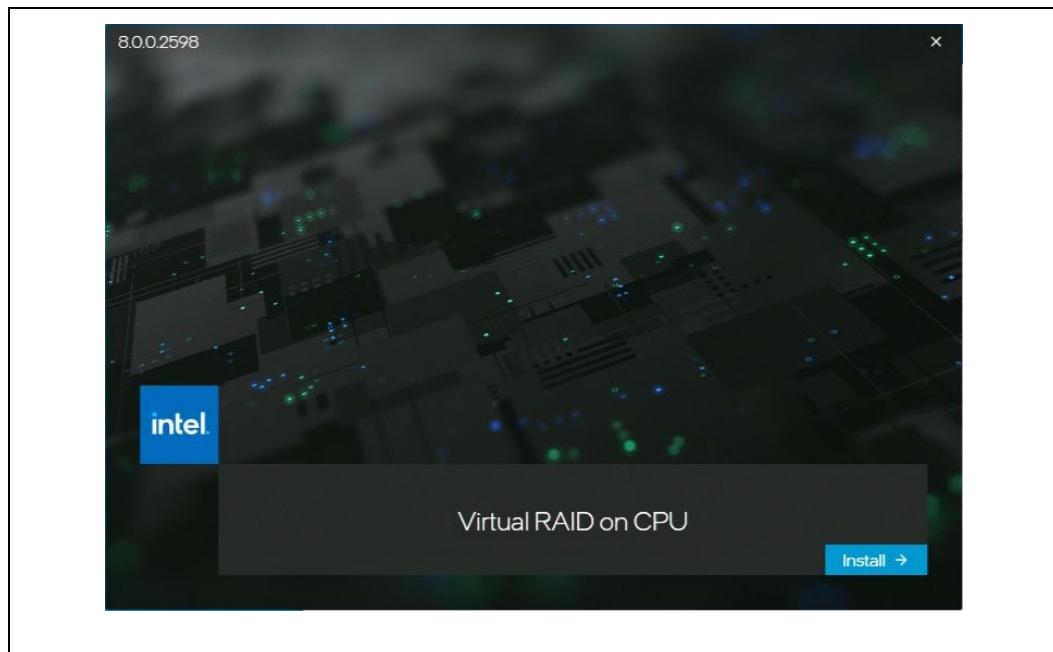 8.0.0.2598
intel.
Virtual RAID on CPU
Install →